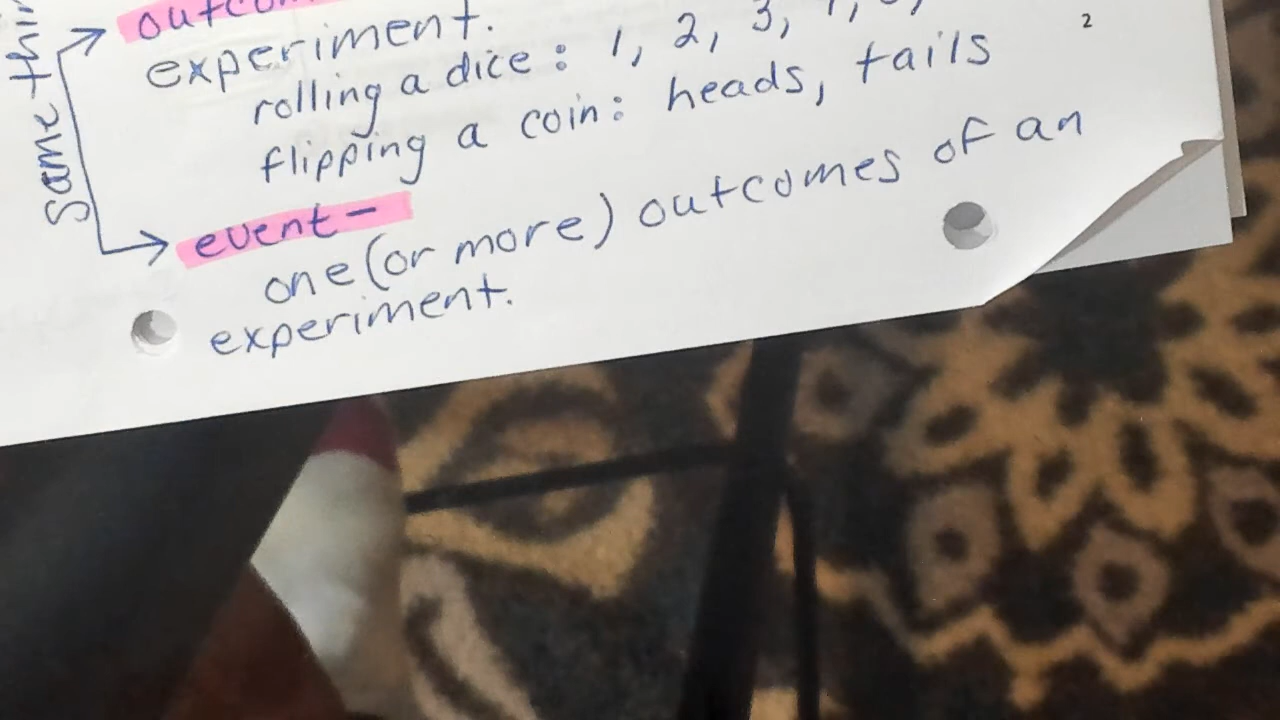 experiment.
rolling a dice: 1, 2, 3,
flipping a coin: heads, tails
2
Same
event-
one (or more) outcomes of an
experiment.